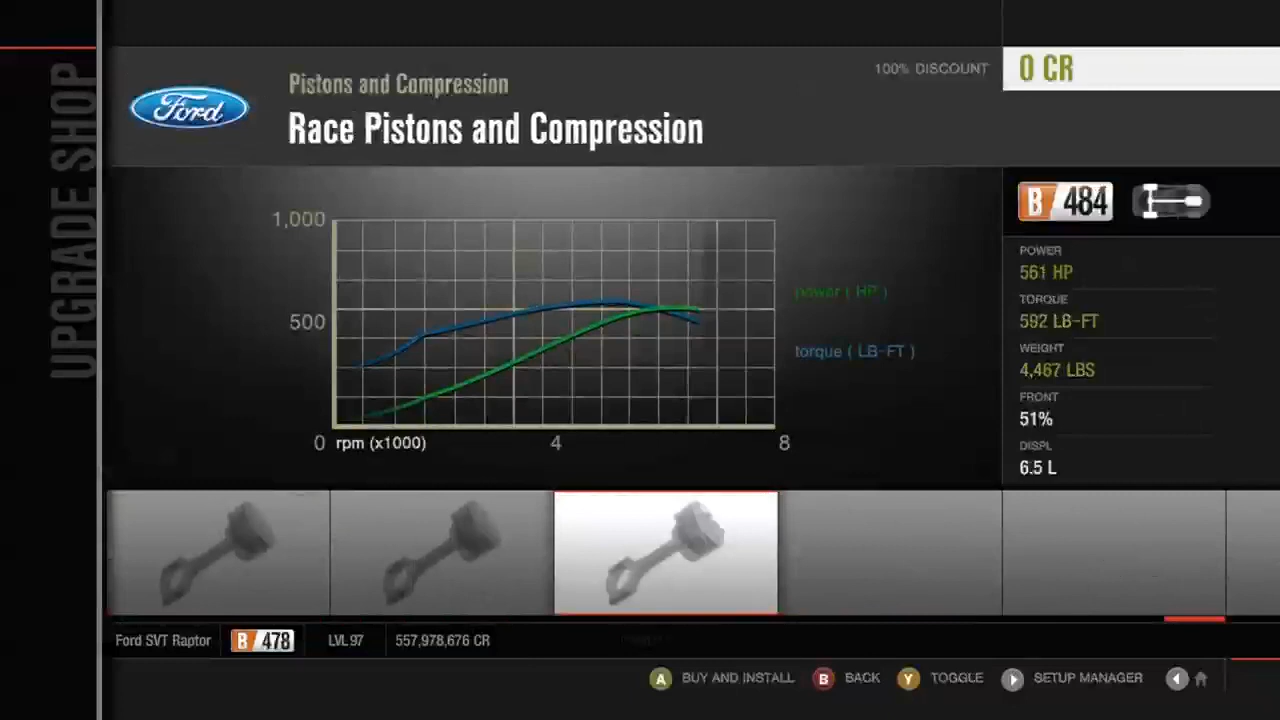 UPGRADE SHOP
Ford
Pistons and Compression
Race Pistons and Compression
100% DISCOUNT
0 CR
B 484
POWER
561 HP
TORQUE
592 LB-FT
WEIGHT
4,467 LBS
FRONT
51%
DISPL
6.5 L
1,000
500
0
rpm (x1000)
4
8
power ( HP )
torque ( LB-FT )
Ford SVT Raptor
B 478
LVL 97
557,978,676 CR
A BUY AND INSTALL
B BACK
Y TOGGLE
SETUP MANAGER